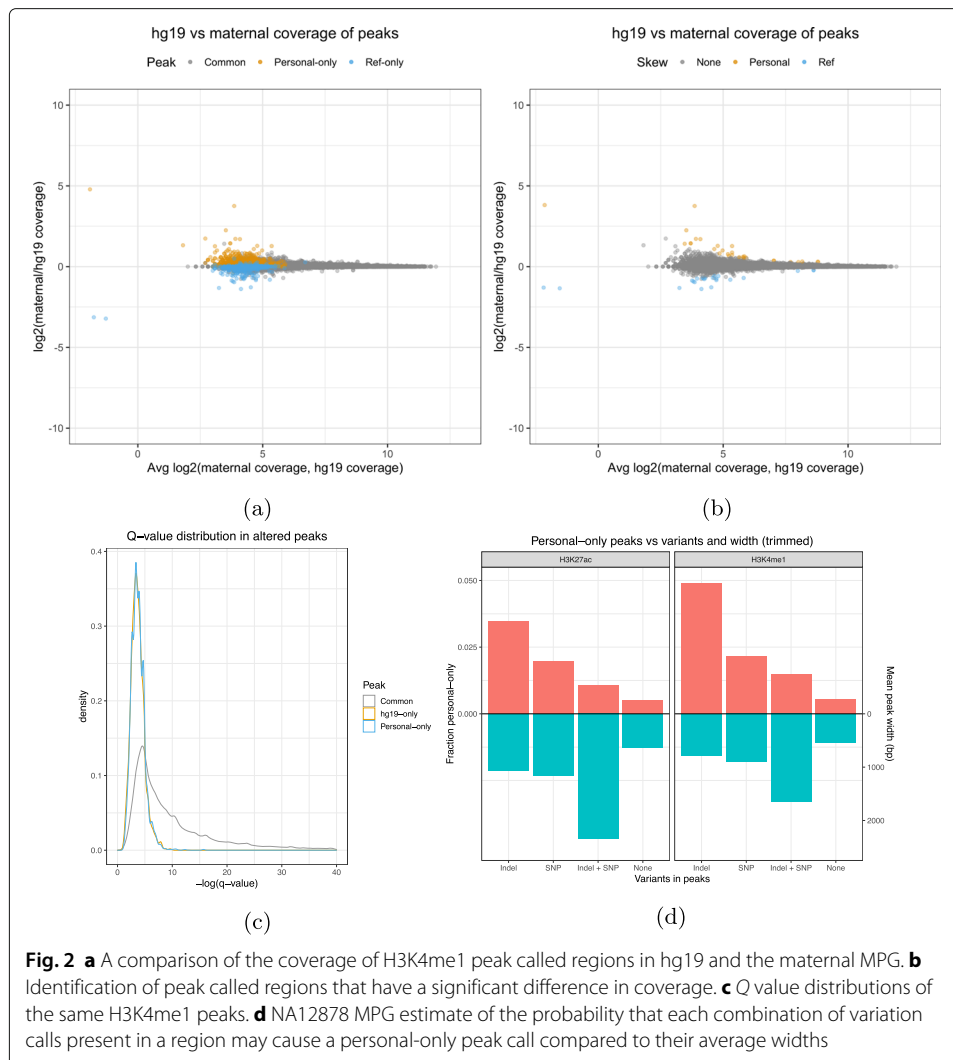 hg19 vs maternal coverage of peaks
Peak Common Personal-only Ref-only
10
5
0
-5
-10
log2(maternal/hg19 coverage)
0 5 10
Avg log2(maternal coverage, hg19 coverage)
(a)
hg19 vs maternal coverage of peaks
Skew None Personal Ref
10
5
0
-5
-10
log2(maternal/hg19 coverage)
0 5 10
Avg log2(maternal coverage, hg19 coverage)
(b)
Q−value distribution in altered peaks
0.4
0.3
0.2
0.1
0.0
density
0 10 20 30 40
−log(q−value)
Peak
Common
hg19−only
Personal−only
(c)
Personal−only peaks vs variants and width (trimmed)
H3K27ac H3K4me1
0.050
0.025
0.000
Fraction personal−only
0
1000
2000
Mean peak width (bp)
Indel SNP Indel + SNP None Indel SNP Indel + SNP None
Variants in peaks
(d)
Fig. 2 a A comparison of the coverage of H3K4me1 peak called regions in hg19 and the maternal MPG. b
Identification of peak called regions that have a significant difference in coverage. c Q value distributions of
the same H3K4me1 peaks. d NA12878 MPG estimate of the probability that each combination of variation
calls present in a region may cause a personal-only peak call compared to their average widths